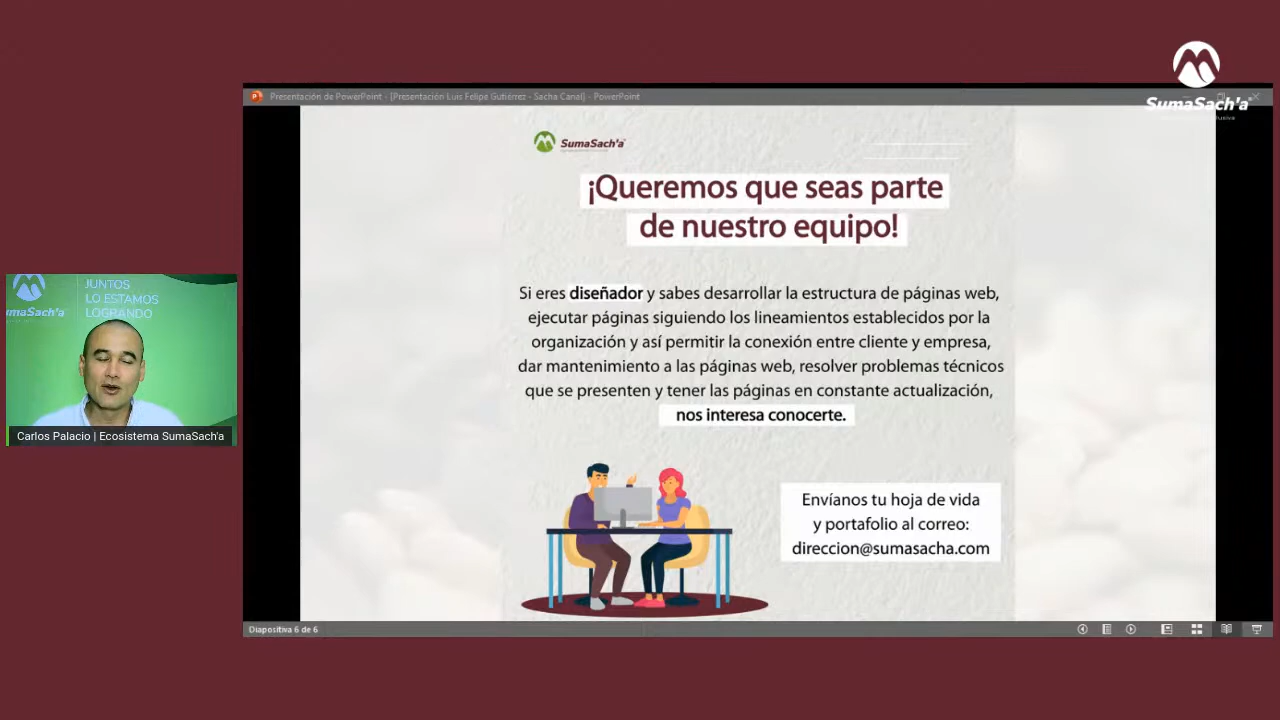 SumaSach'a
Presentación de PowerPoint - [Presentación Luis Felipe Gutiérrez - Sacha Canal] - PowerPoint
SumaSach'a
¡Queremos que seas parte
de nuestro equipo!
Si eres diseñador y sabes desarrollar la estructura de páginas web,
ejecutar páginas siguiendo los lineamientos establecidos por la
organización y así permitir la conexión entre cliente y empresa,
dar mantenimiento a las páginas web, resolver problemas técnicos
que se presenten y tener las páginas en constante actualización,
nos interesa conocerte.
Envíanos tu hoja de vida
y portafolio al correo:
direccion@sumasacha.com
JUNTOS
LO ESTAMOS
LOGRANDO
maSach'a
Carlos Palacio | Ecosistema SumaSach'a
Diapositiva 6 de 6